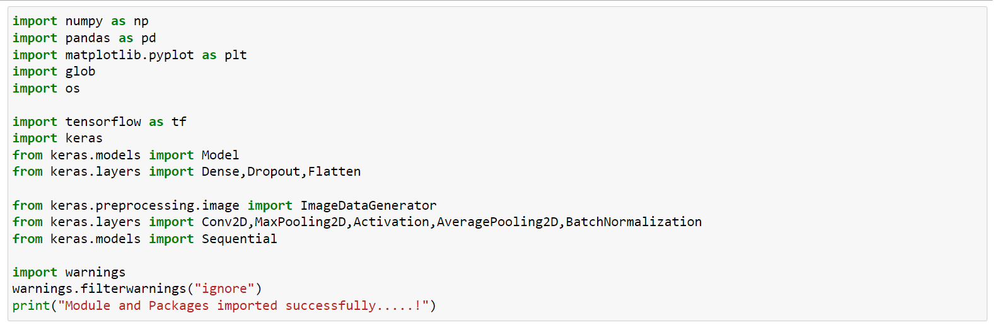 import numpy as np
import pandas as pd
import matplotlib.pyplot as plt
import glob
import os
import tensorflow as tf
import keras
from keras.models import Model
from keras.layers import Dense,Dropout,Flatten
from keras.preprocessing.image import ImageDataGenerator
from keras.layers import Conv2D,MaxPooling2D,Activation,AveragePooling2D,BatchNormalization
from keras.models import Sequential
import warnings
warnings.filterwarnings("ignore")
print("Module and Packages imported successfully.....!")